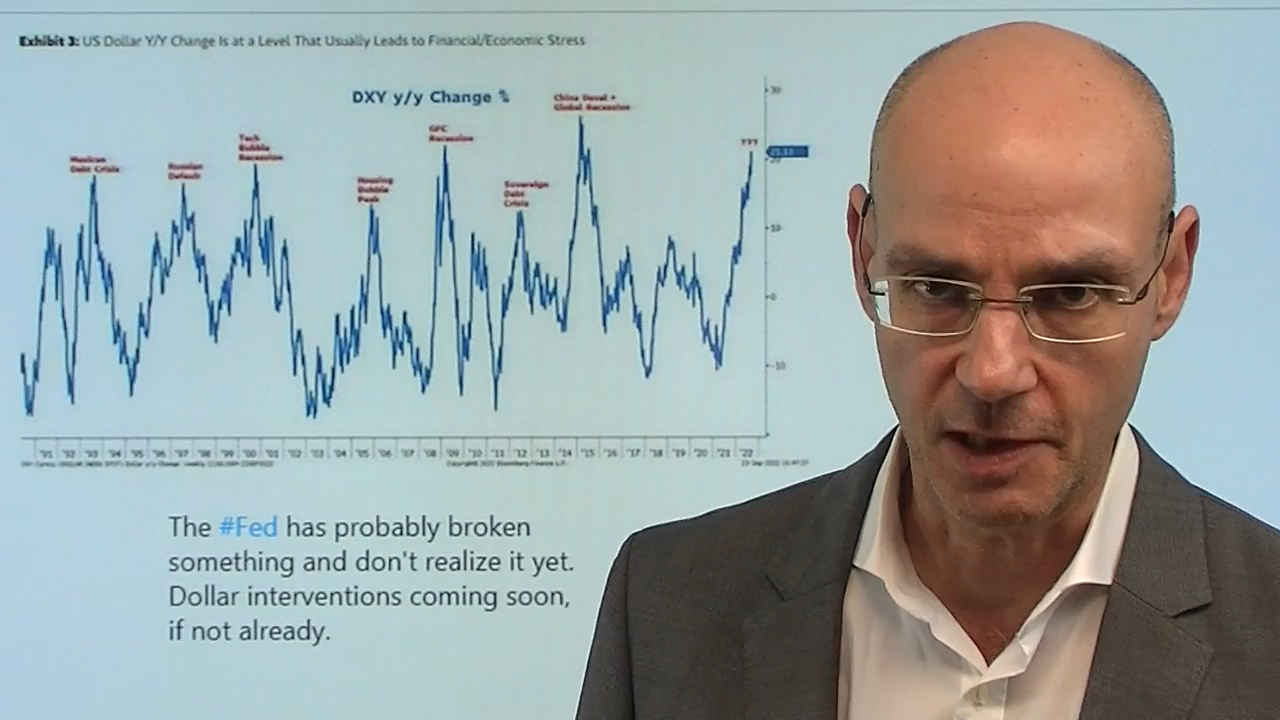 Exhibit 3: US Dollar Y/Y Change Is at a Level That Usually Leads to Financial/Economic Stress
DXY y/y Change %
China Deval +
Global Recession
GFC
Recession
Tech
Bubble
Recession
Mexican
Debt Crisis
Russian
Default
Housing
Bubble
Peak
Sovereign
Debt
Crisis
???
30
20
10
0
-10
'91 '92 '93 '94 '95 '96 '97 '98 '99 '00 '01 '02 '03 '04 '05 '06 '07 '08 '09 '10 '11 '12 '13 '14 '15 '16 '17 '18 '19 '20 '21 '22
Copyright© 2022 Bloomberg Finance L.P.
The #Fed has probably broken
something and don't realize it yet.
Dollar interventions coming soon,
if not already.